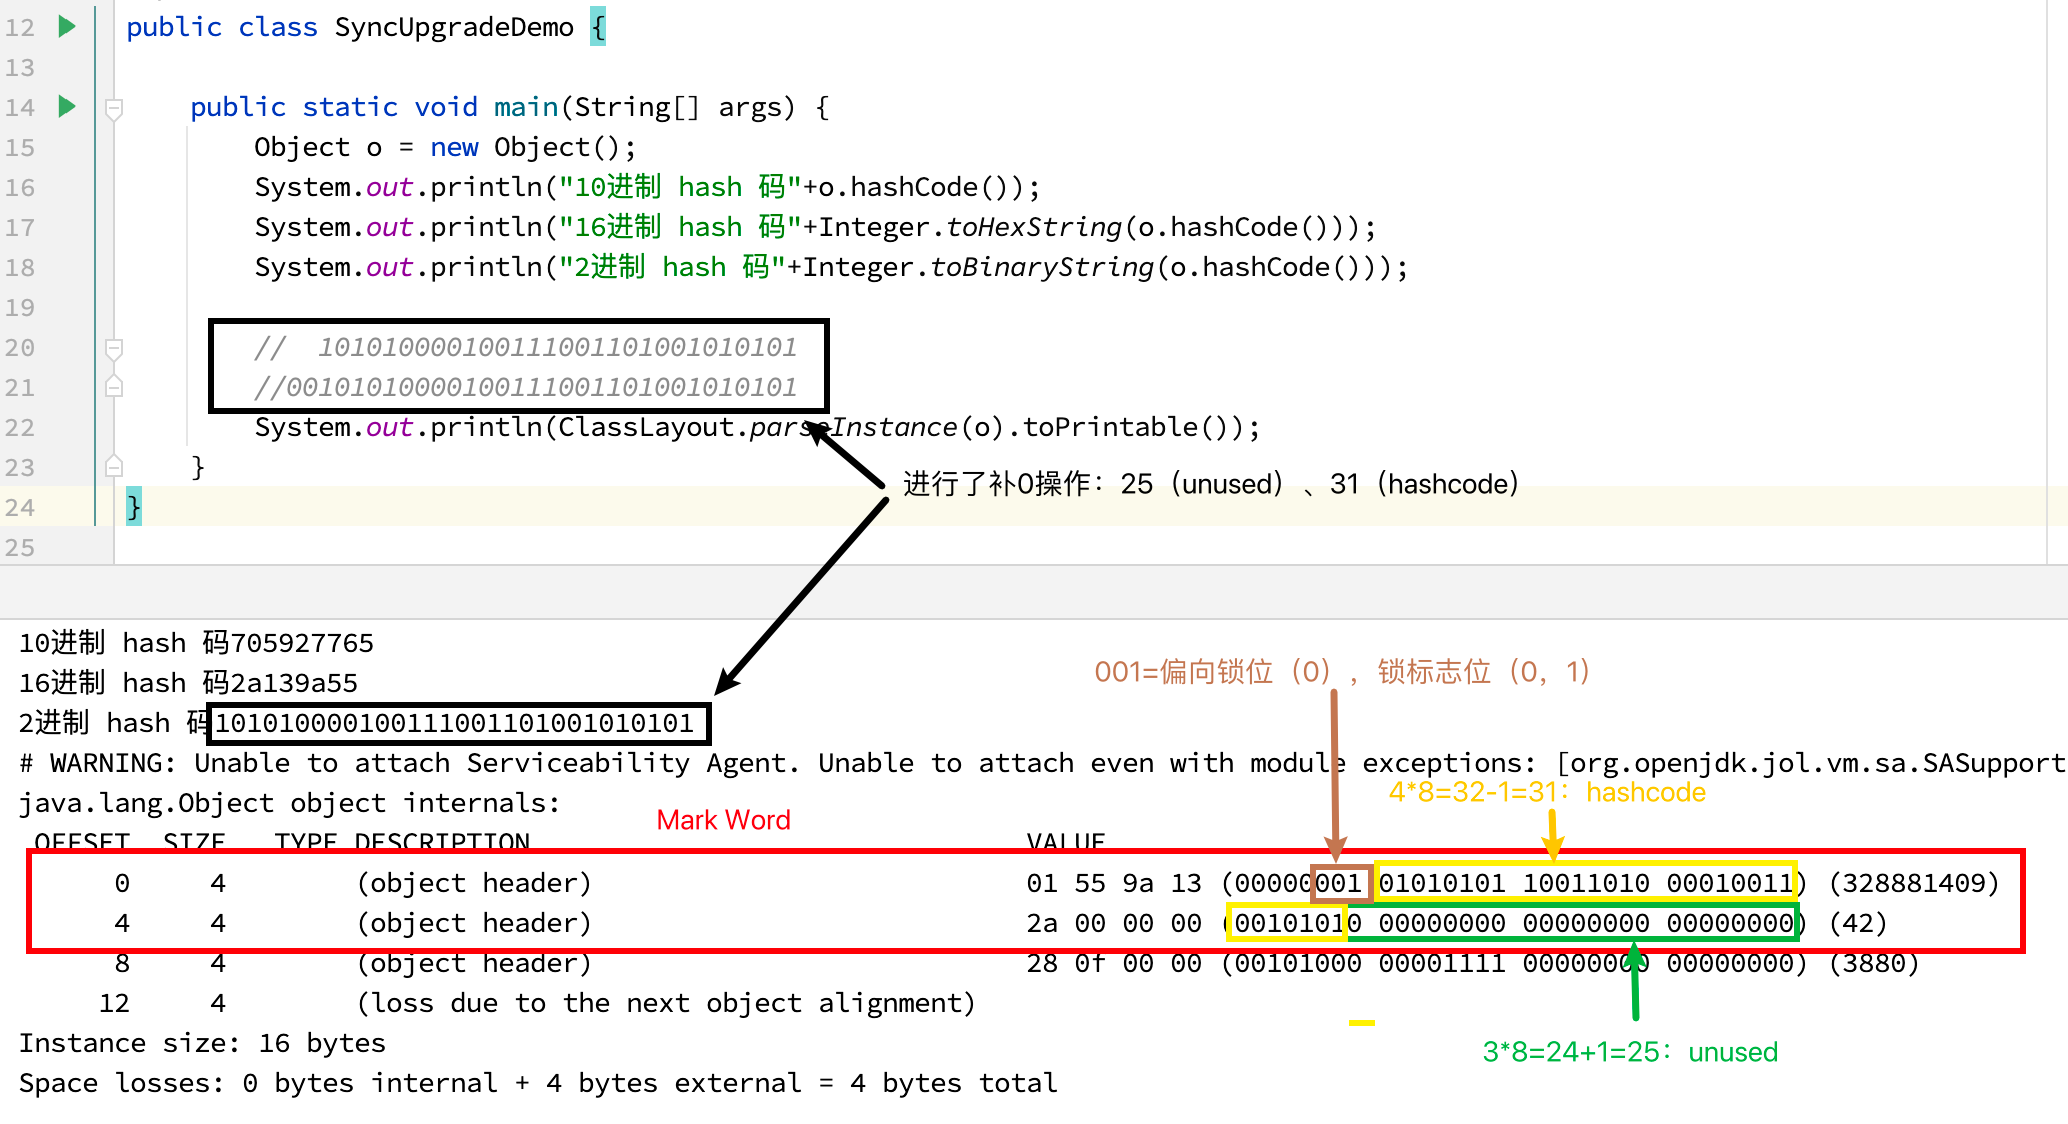 12 public class SyncUpgradeDemo {
13
14 public static void main(String[] args) {
15 Object o = new Object();
16 System.out.println("10进制 hash 码"+o.hashCode());
17 System.out.println("16进制 hash 码"+Integer.toHexString(o.hashCode()));
18 System.out.println("2进制 hash 码"+Integer.toBinaryString(o.hashCode()));
19
20 // 101010000100111001101001010101
21 //00101010000100111001101001010101
22 System.out.println(ClassLayout.parseInstance(o).toPrintable());
23 }
进行了补0操作：25（unused）、31（hashcode）
24 }
25
10进制 hash 码705927765
16进制 hash 码2a139a55
001=偏向锁位（0），锁标志位（0，1）
2进制 hash 码101010000100111001101001010101
# WARNING: Unable to attach Serviceability Agent. Unable to attach even with module exceptions: [org.openjdk.jol.vm.sa.SASupport
4*8=32-1=31：hashcode
java.lang.Object object internals:
Mark Word
OFFSET SIZE TYPE DESCRIPTION VALUE
0 4 (object header) 01 55 9a 13 (00000001 01010101 10011010 00010011) (328881409)
4 4 (object header) 2a 00 00 00 (00101010 00000000 00000000 00000000) (42)
8 4 (object header) 28 0f 00 00 (00101000 00001111 00000000 00000000) (3880)
12 4 (loss due to the next object alignment)
Instance size: 16 bytes
3*8=24+1=25：unused
Space losses: 0 bytes internal + 4 bytes external = 4 bytes total